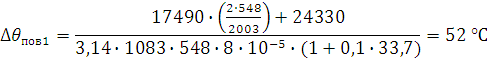 Δθпов1 = (17490 · (2·548/2003) + 24330) / (3,14 · 1083 · 548 · 8 · 10⁻⁵ · (1 + 0,1 · 33,7)) = 52 °C